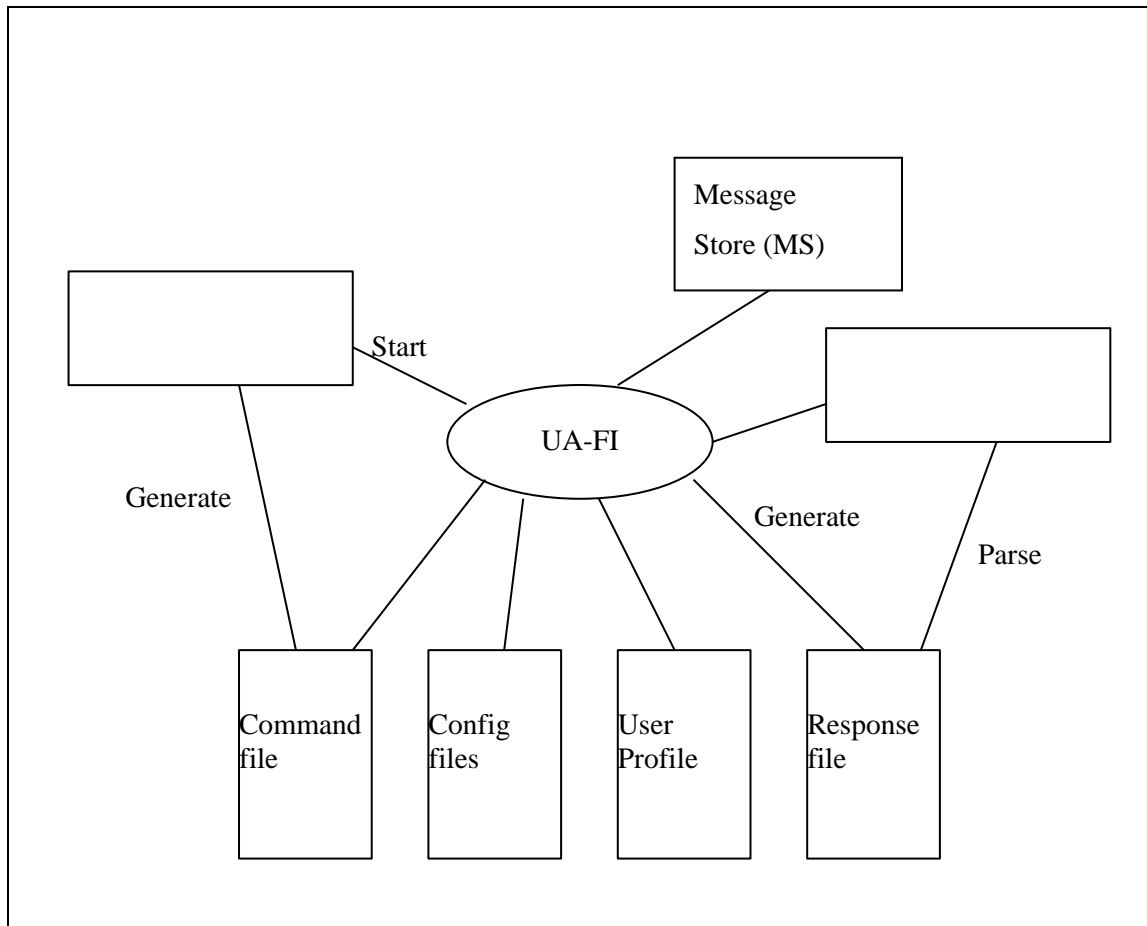 Message
Store (MS)
Start
UA-FI
Generate
Generate
Parse
Command
file
Config
files
User
Profile
Response
file